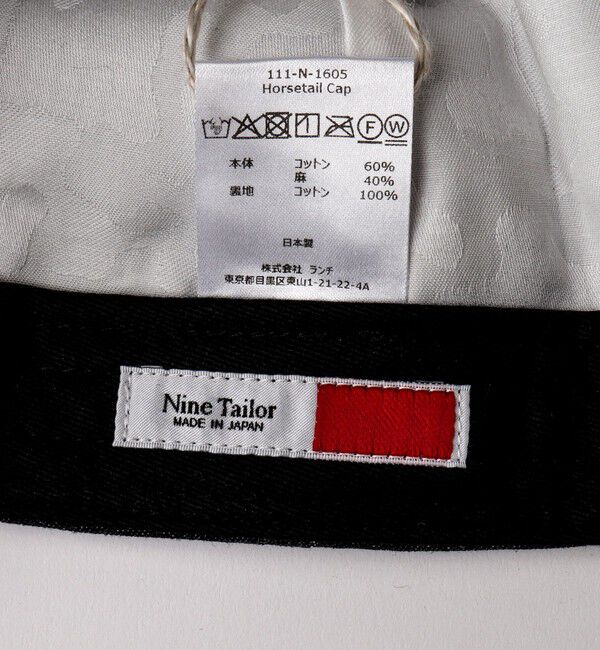 111-N-1605
Horsetail Cap
F W
本体 コットン 60%
麻 40%
裏地 コットン 100%
日本製
株式会社 ランチ
東京都目黒区東山1-21-22-4A
Nine Tailor
MADE IN JAPAN